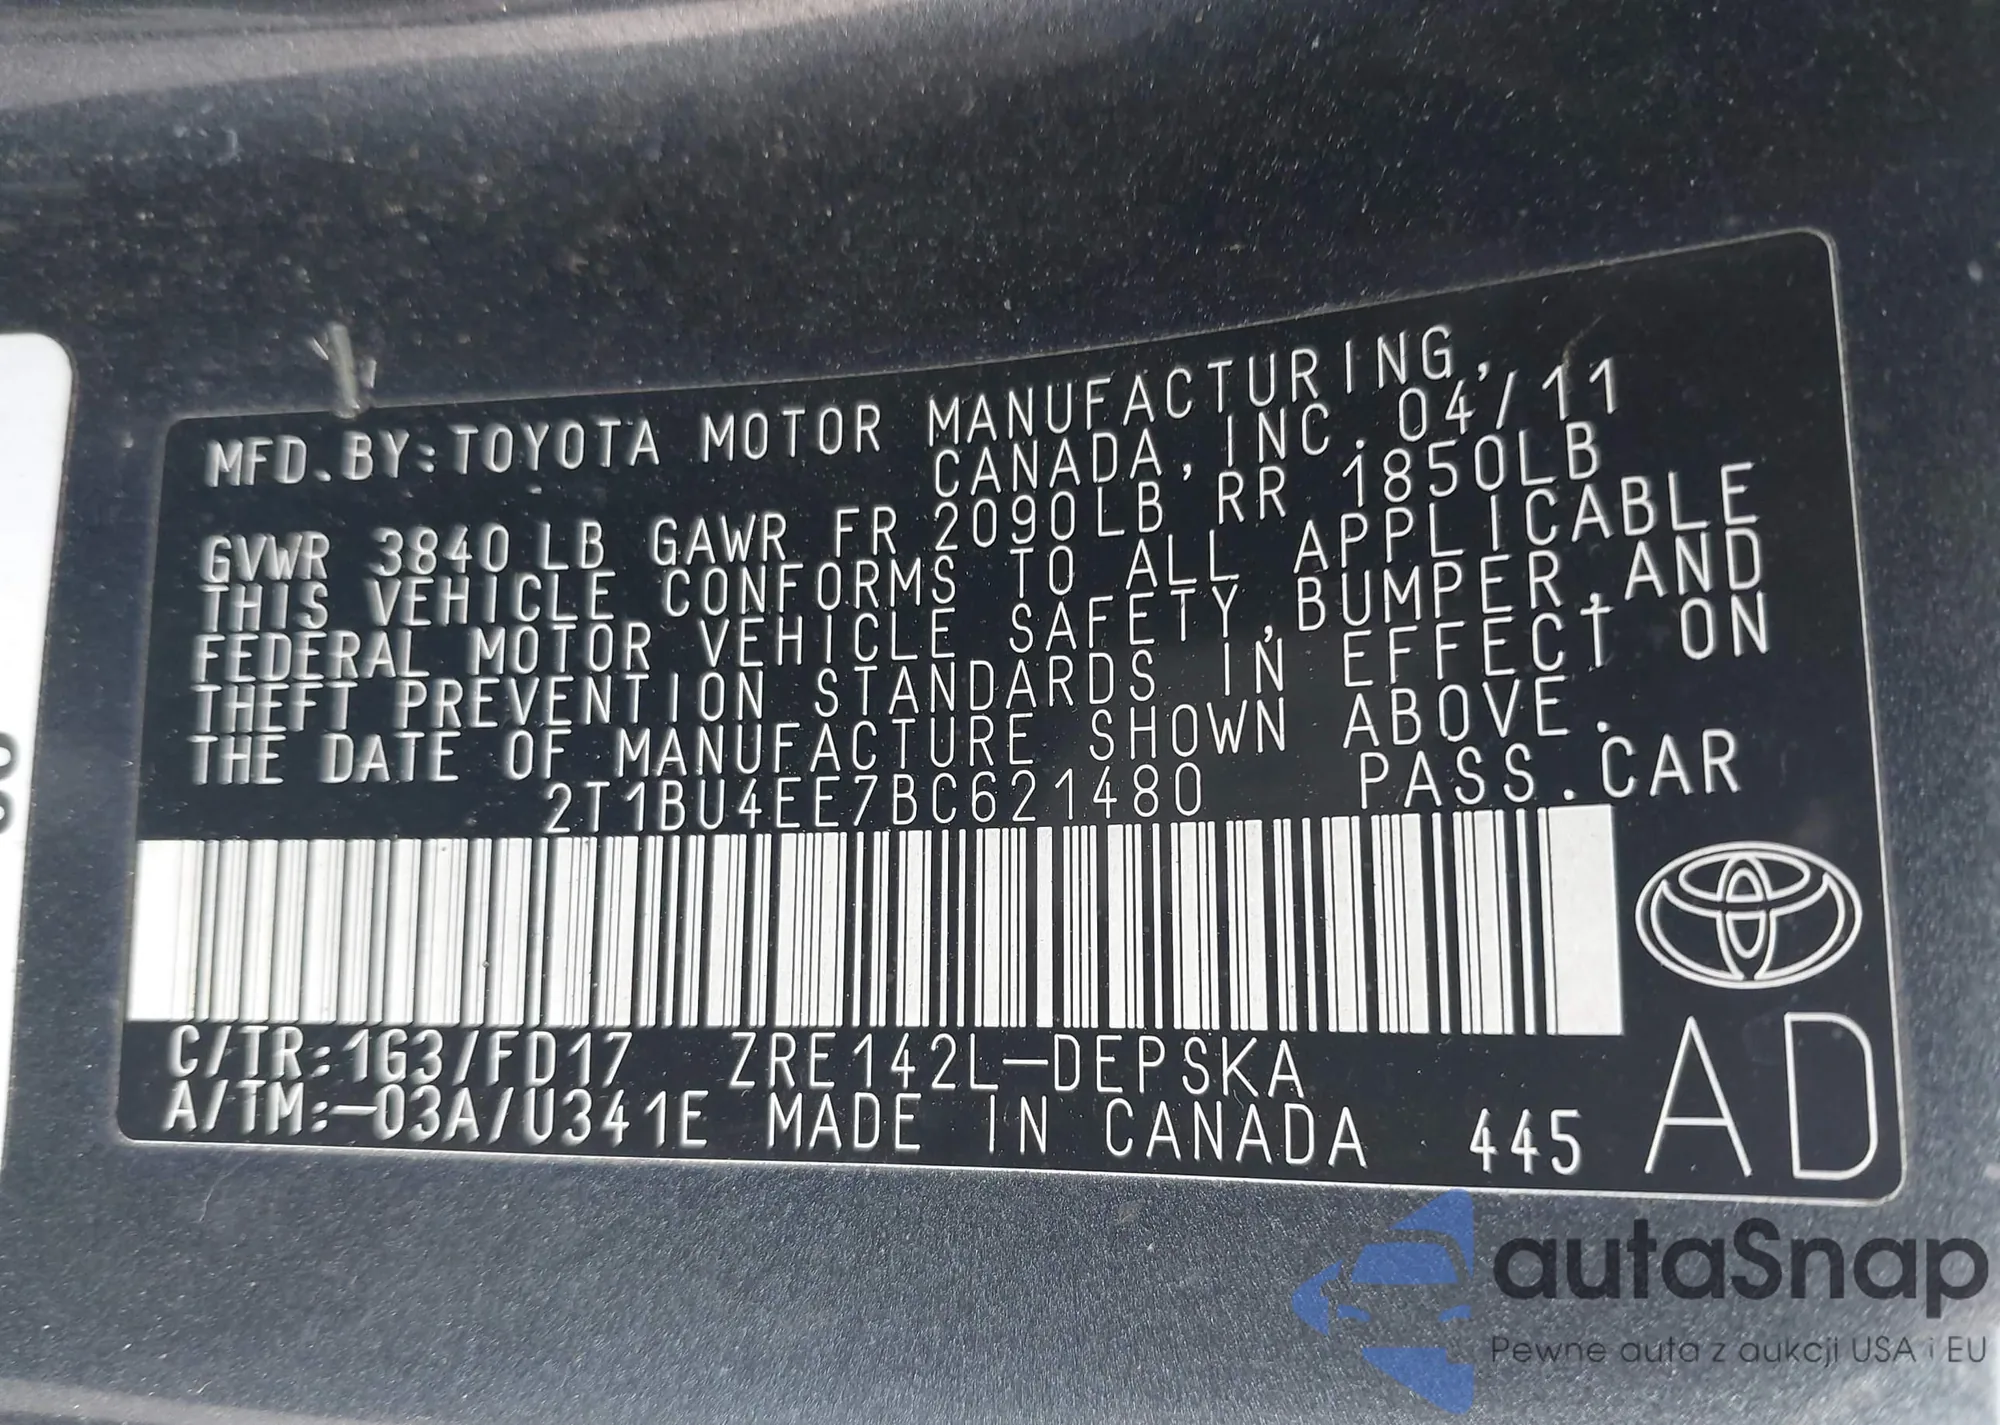 MFD.BY:TOYOTA MOTOR MANUFACTURING,
CANADA,INC. 04/11
GVWR 3840LB GAWR FR 2090LB RR 1850LB
THIS VEHICLE CONFORMS TO ALL APPLICABLE
FEDERAL MOTOR VEHICLE SAFETY,BUMPER,AND
THEFT PREVENTION STANDARDS IN EFFECT ON
THE DATE OF MANUFACTURE SHOWN ABOVE.
2T1BU4EE7BC621480 PASS.CAR
C/TR:1G3/FD17 ZRE142L-DEPSKA
A/TM:-03A/U341E MADE IN CANADA 445
AD
autaSnap
Pewne auta z aukcji USA i EU